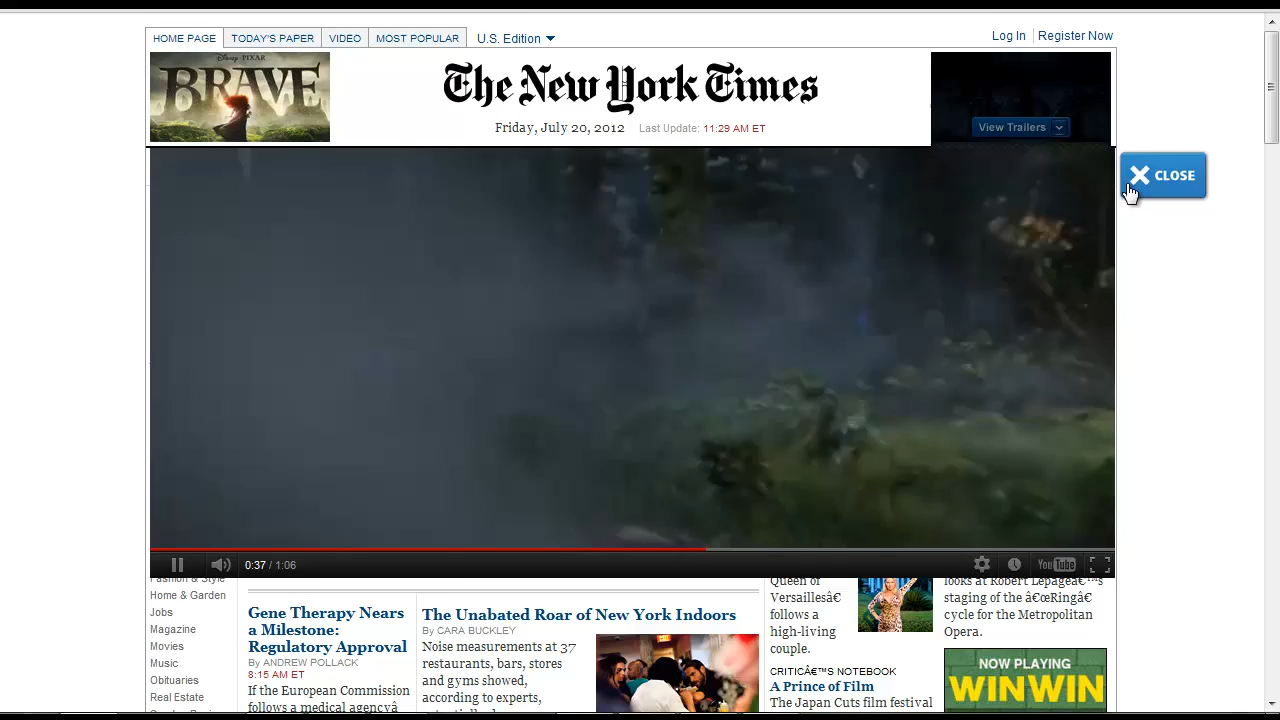 HOME PAGE
TODAY'S PAPER
VIDEO
MOST POPULAR
U.S. Edition
Log In
Register Now
Disney PIXAR
BRAVE
The New York Times
Friday, July 20, 2012
Last Update: 11:29 AM ET
View Trailers
CLOSE
0:37 / 1:06
YouTube
Fashion & Style
Home & Garden
Jobs
Magazine
Movies
Music
Obituaries
Real Estate
Gene Therapy Nears
a Milestone:
Regulatory Approval
By ANDREW POLLACK
8:15 AM ET
If the European Commission
follows a medical agencyâ
The Unabated Roar of New York Indoors
By CARA BUCKLEY
Noise measurements at 37
restaurants, bars, stores
and gyms showed,
according to experts,
Queen of
Versaillesâ€
follows a
high-living
couple.
CRITICÂ€™S NOTEBOOK
A Prince of Film
The Japan Cuts film festival
looks at Robert Lepageâ€™s
staging of the â€œRingâ€
cycle for the Metropolitan
Opera.
NOW PLAYING
WINWIN